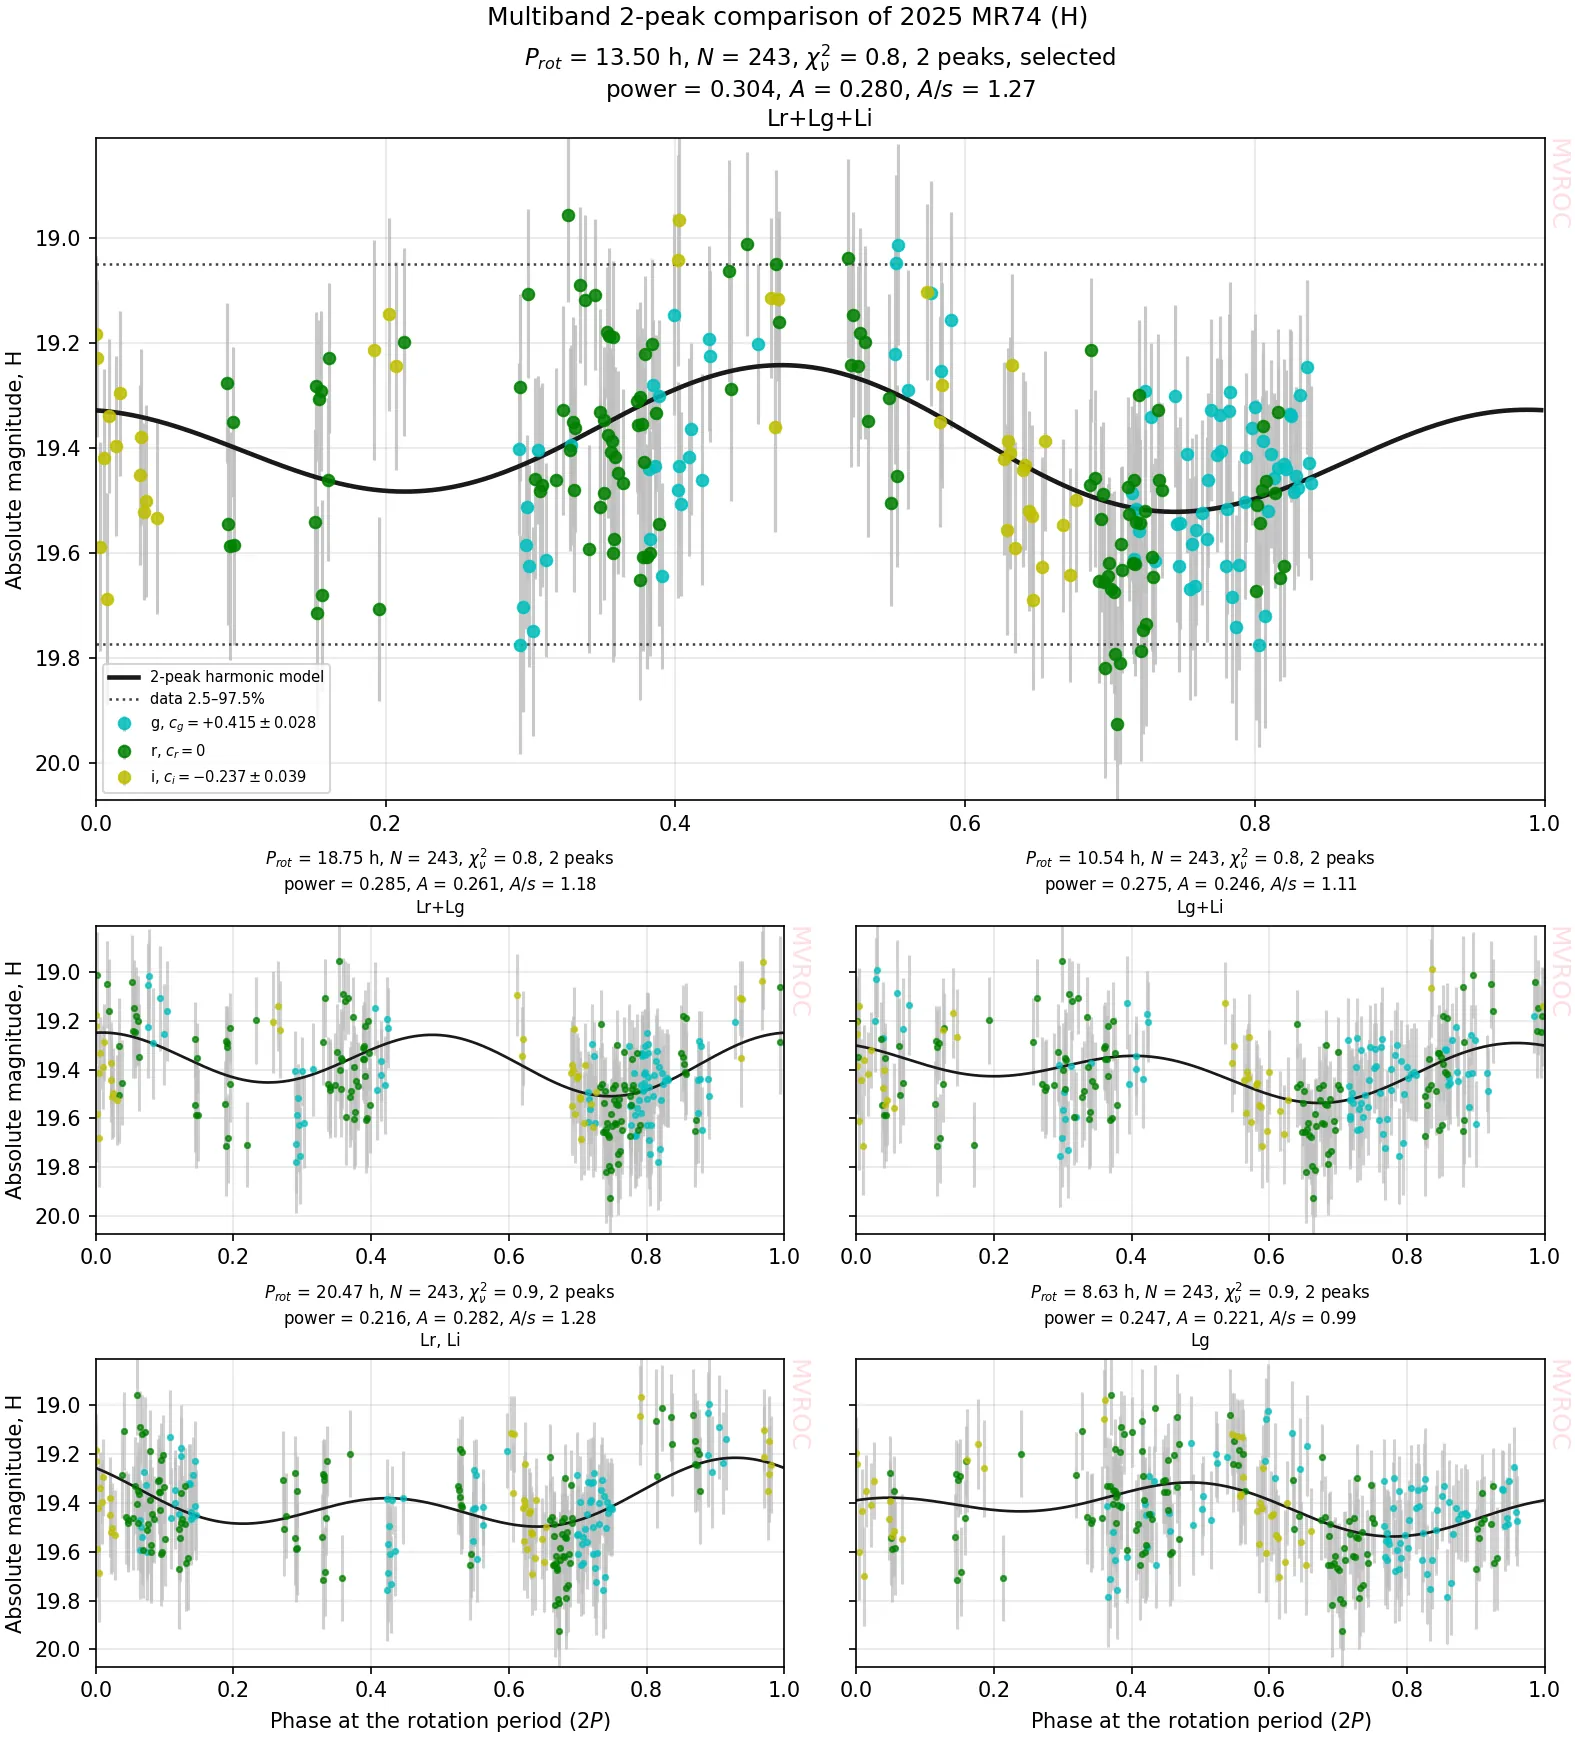 Multiband 2-peak comparison of 2025 MR74 (H)
P_rot = 13.50 h, N = 243, χ²_ν = 0.8, 2 peaks, selected
power = 0.304, A = 0.280, A/s = 1.27
Lr+Lg+Li
MVROC
Absolute magnitude, H
19.0
19.2
19.4
19.6
19.8
20.0
2-peak harmonic model
data 2.5–97.5%
g, c_g = +0.415 ± 0.028
r, c_r = 0
i, c_i = −0.237 ± 0.039
0.0 0.2 0.4 0.6 0.8 1.0
P_rot = 18.75 h, N = 243, χ²_ν = 0.8, 2 peaks
power = 0.285, A = 0.261, A/s = 1.18
Lr+Lg
MVROC
Absolute magnitude, H
19.0
19.2
19.4
19.6
19.8
20.0
0.0 0.2 0.4 0.6 0.8 1.0
P_rot = 10.54 h, N = 243, χ²_ν = 0.8, 2 peaks
power = 0.275, A = 0.246, A/s = 1.11
Lg+Li
MVROC
0.0 0.2 0.4 0.6 0.8 1.0
P_rot = 20.47 h, N = 243, χ²_ν = 0.9, 2 peaks
power = 0.216, A = 0.282, A/s = 1.28
Lr, Li
MVROC
Absolute magnitude, H
19.0
19.2
19.4
19.6
19.8
20.0
0.0 0.2 0.4 0.6 0.8 1.0
Phase at the rotation period (2P)
P_rot = 8.63 h, N = 243, χ²_ν = 0.9, 2 peaks
power = 0.247, A = 0.221, A/s = 0.99
Lg
MVROC
0.0 0.2 0.4 0.6 0.8 1.0
Phase at the rotation period (2P)